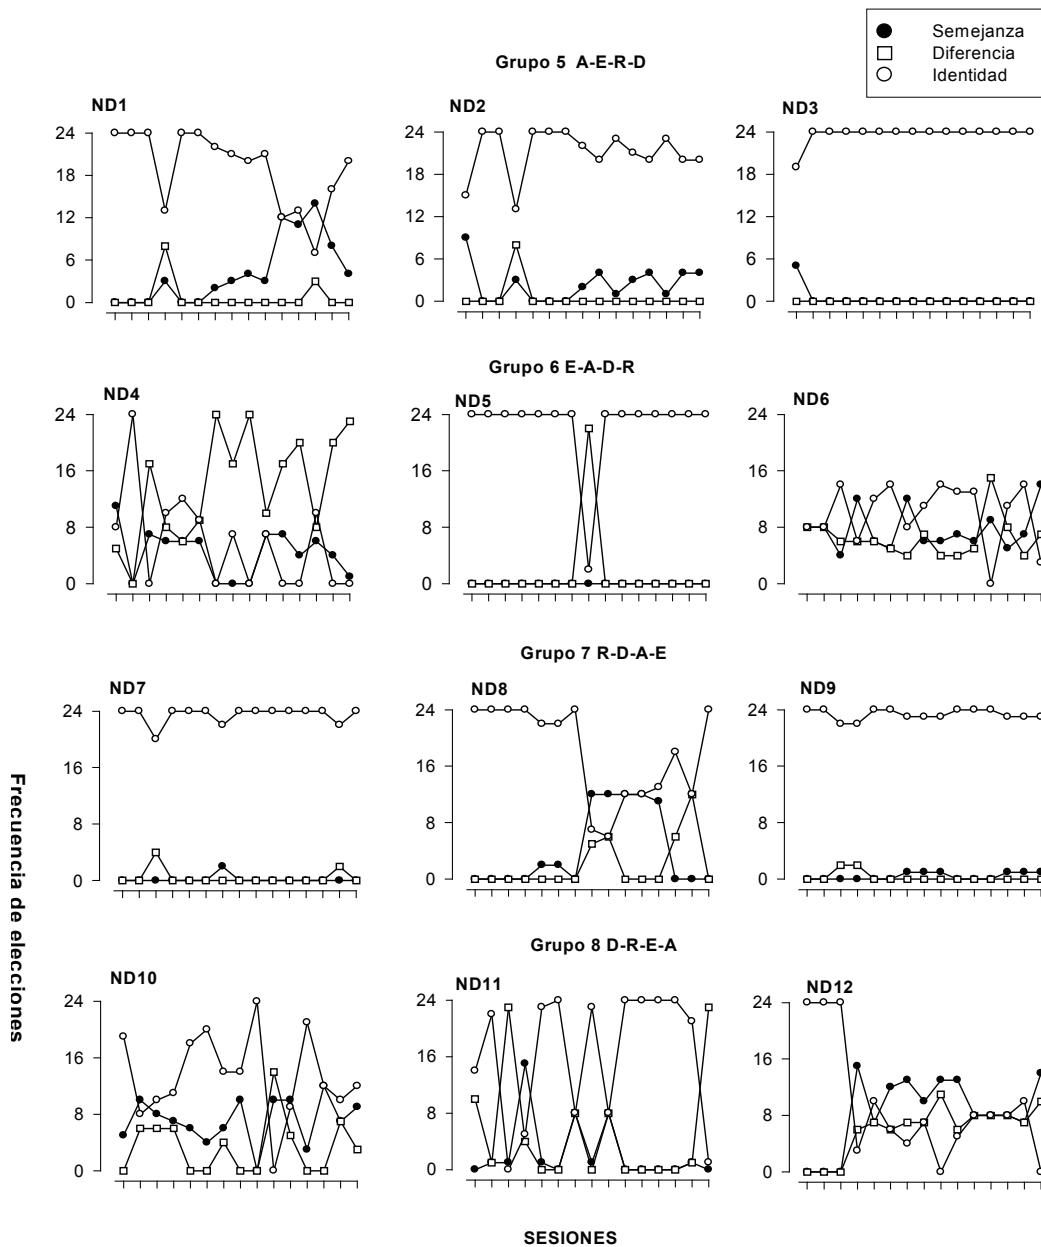 Semejanza
Diferencia
Identidad
Grupo 5 A-E-R-D
ND1
ND2
ND3
24
18
12
6
0
24
18
12
6
0
24
18
12
6
0
Grupo 6 E-A-D-R
ND4
ND5
ND6
24
16
8
0
24
16
8
0
24
16
8
0
Grupo 7 R-D-A-E
ND7
ND8
ND9
24
16
8
0
24
16
8
0
24
16
8
0
Frecuencia de elecciones
Grupo 8 D-R-E-A
ND10
ND11
ND12
24
16
8
0
24
16
8
0
24
16
8
0
SESIONES